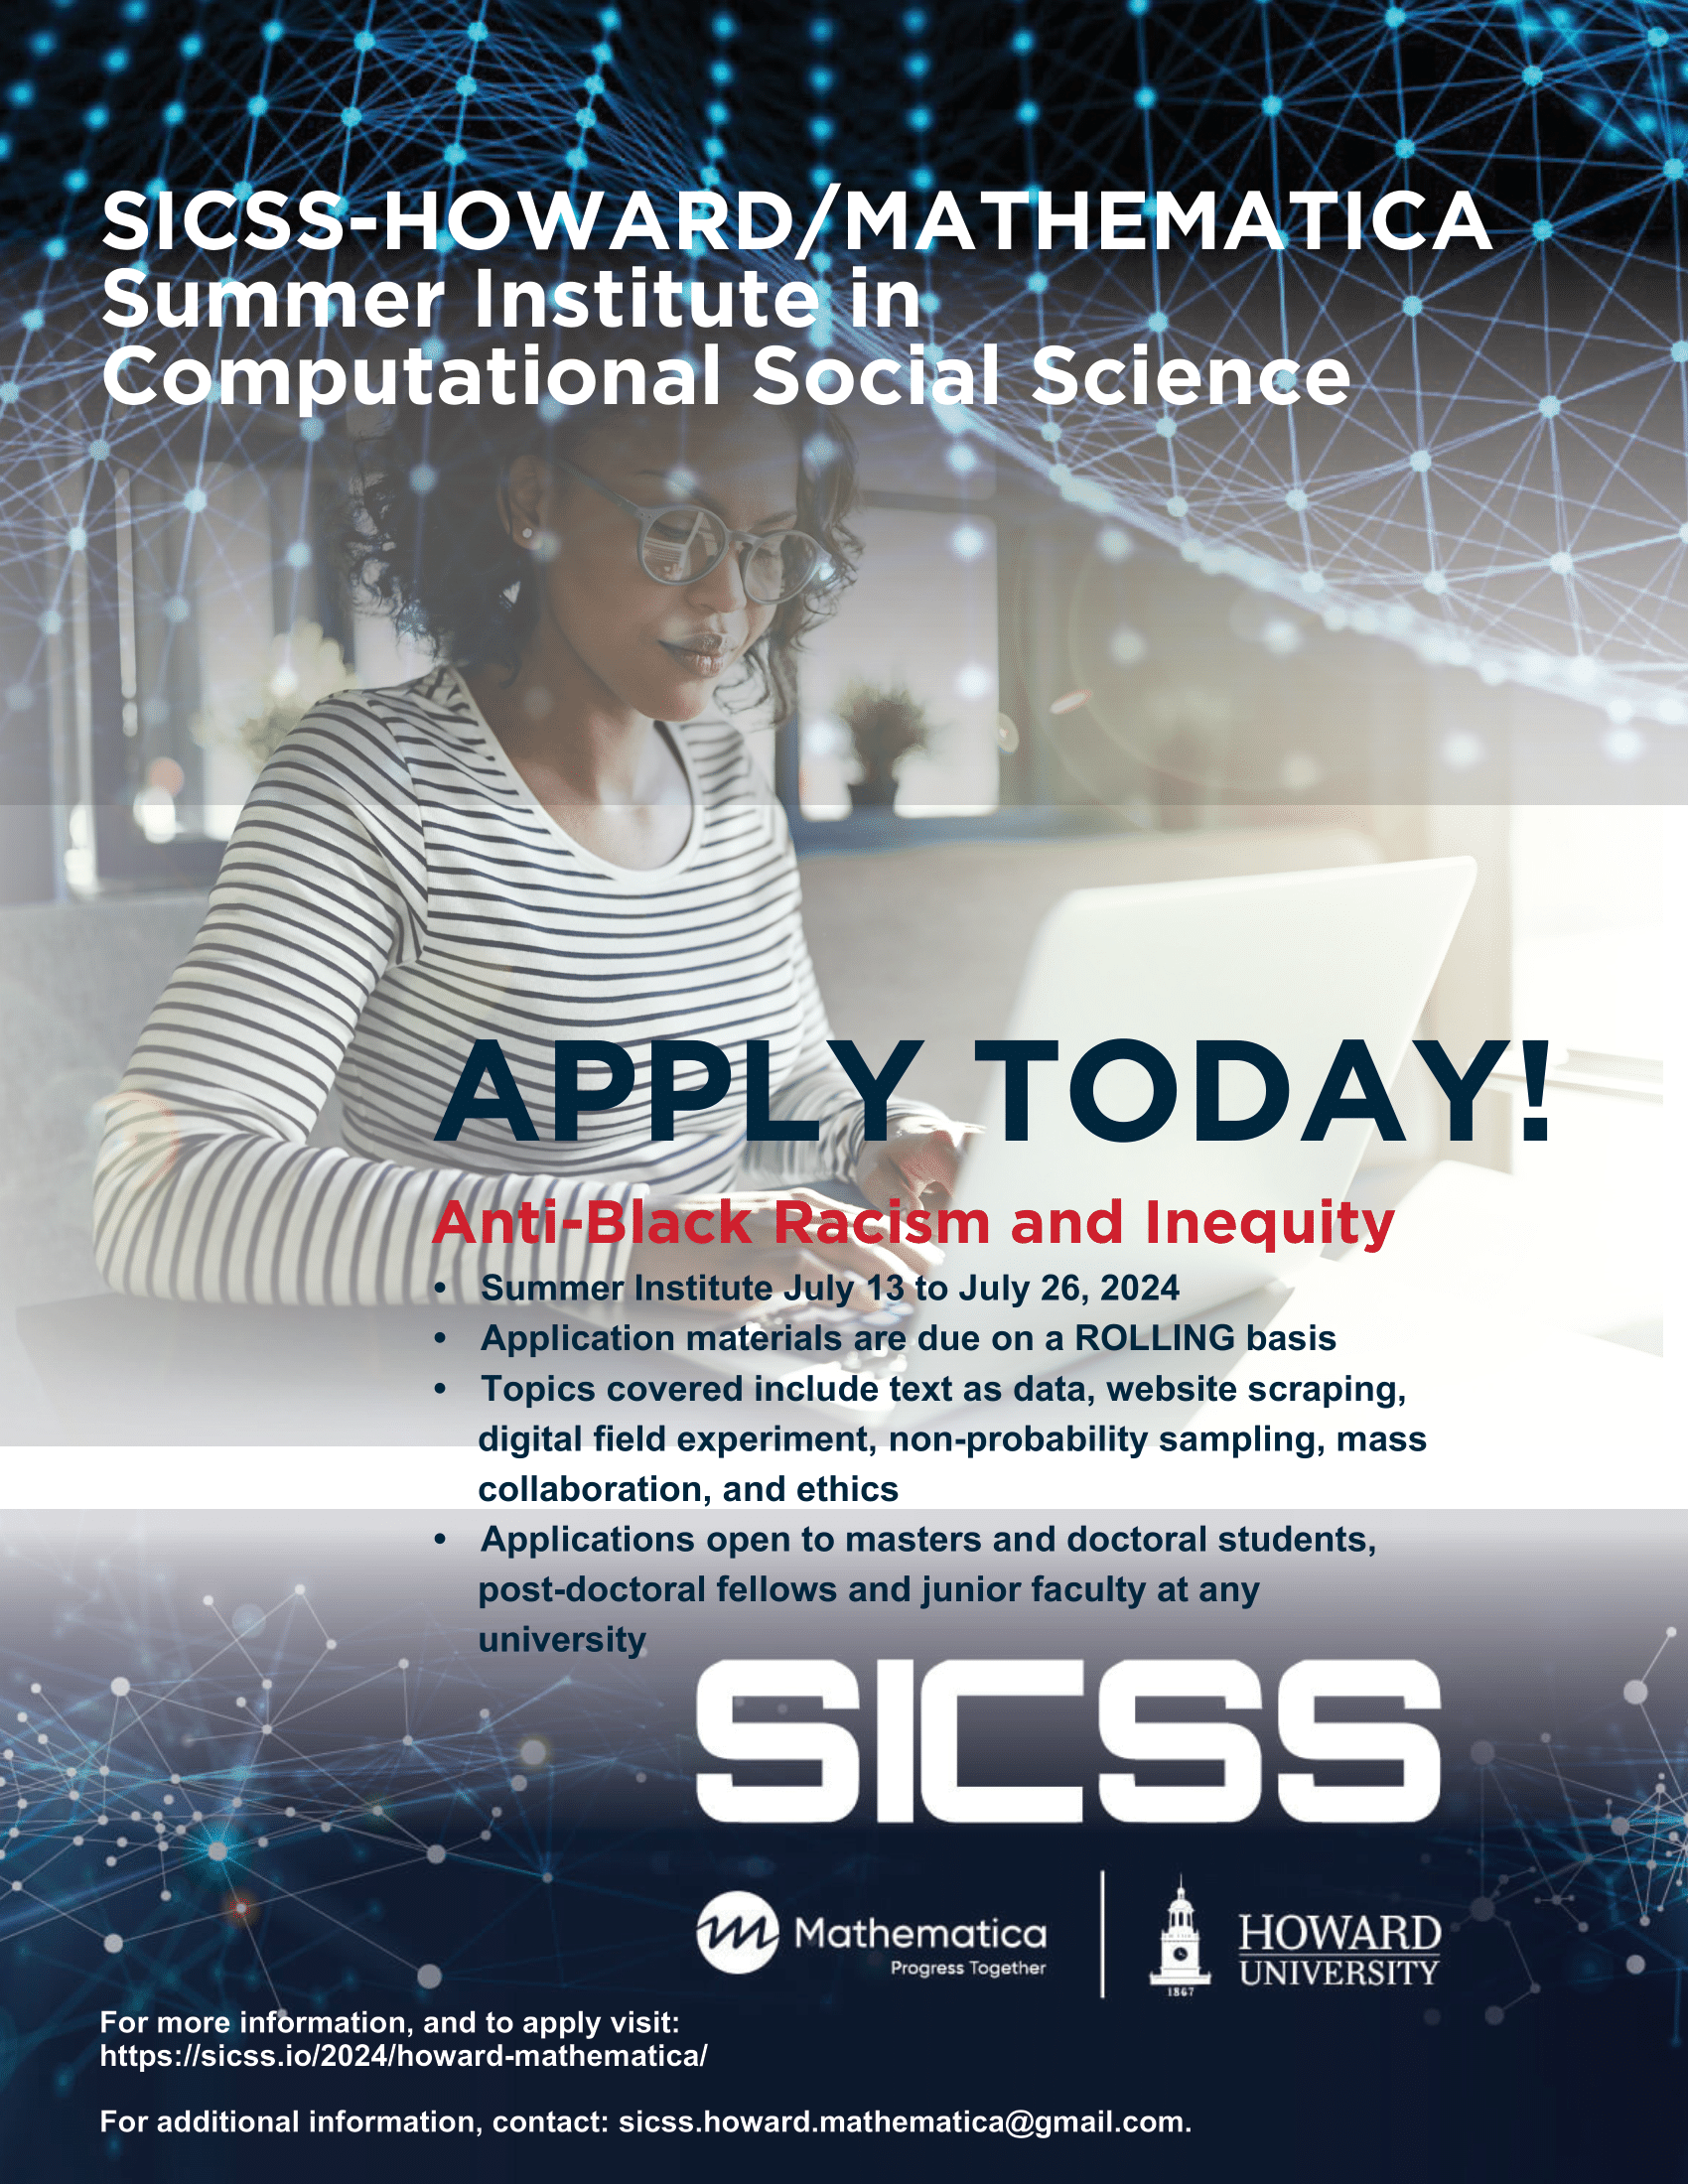 SICSS-HOWARD/MATHEMATICA
Summer Institute in
Computational Social Science
APPLY TODAY!
Anti-Black Racism and Inequity
• Summer Institute July 13 to July 26, 2024
• Application materials are due on a ROLLING basis
• Topics covered include text as data, website scraping,
digital field experiment, non-probability sampling, mass
collaboration, and ethics
• Applications open to masters and doctoral students,
post-doctoral fellows and junior faculty at any
university
SICSS
Mathematica
Progress Together
1867
HOWARD
UNIVERSITY
For more information, and to apply visit:
https://sicss.io/2024/howard-mathematica/
For additional information, contact: sicss.howard.mathematica@gmail.com.